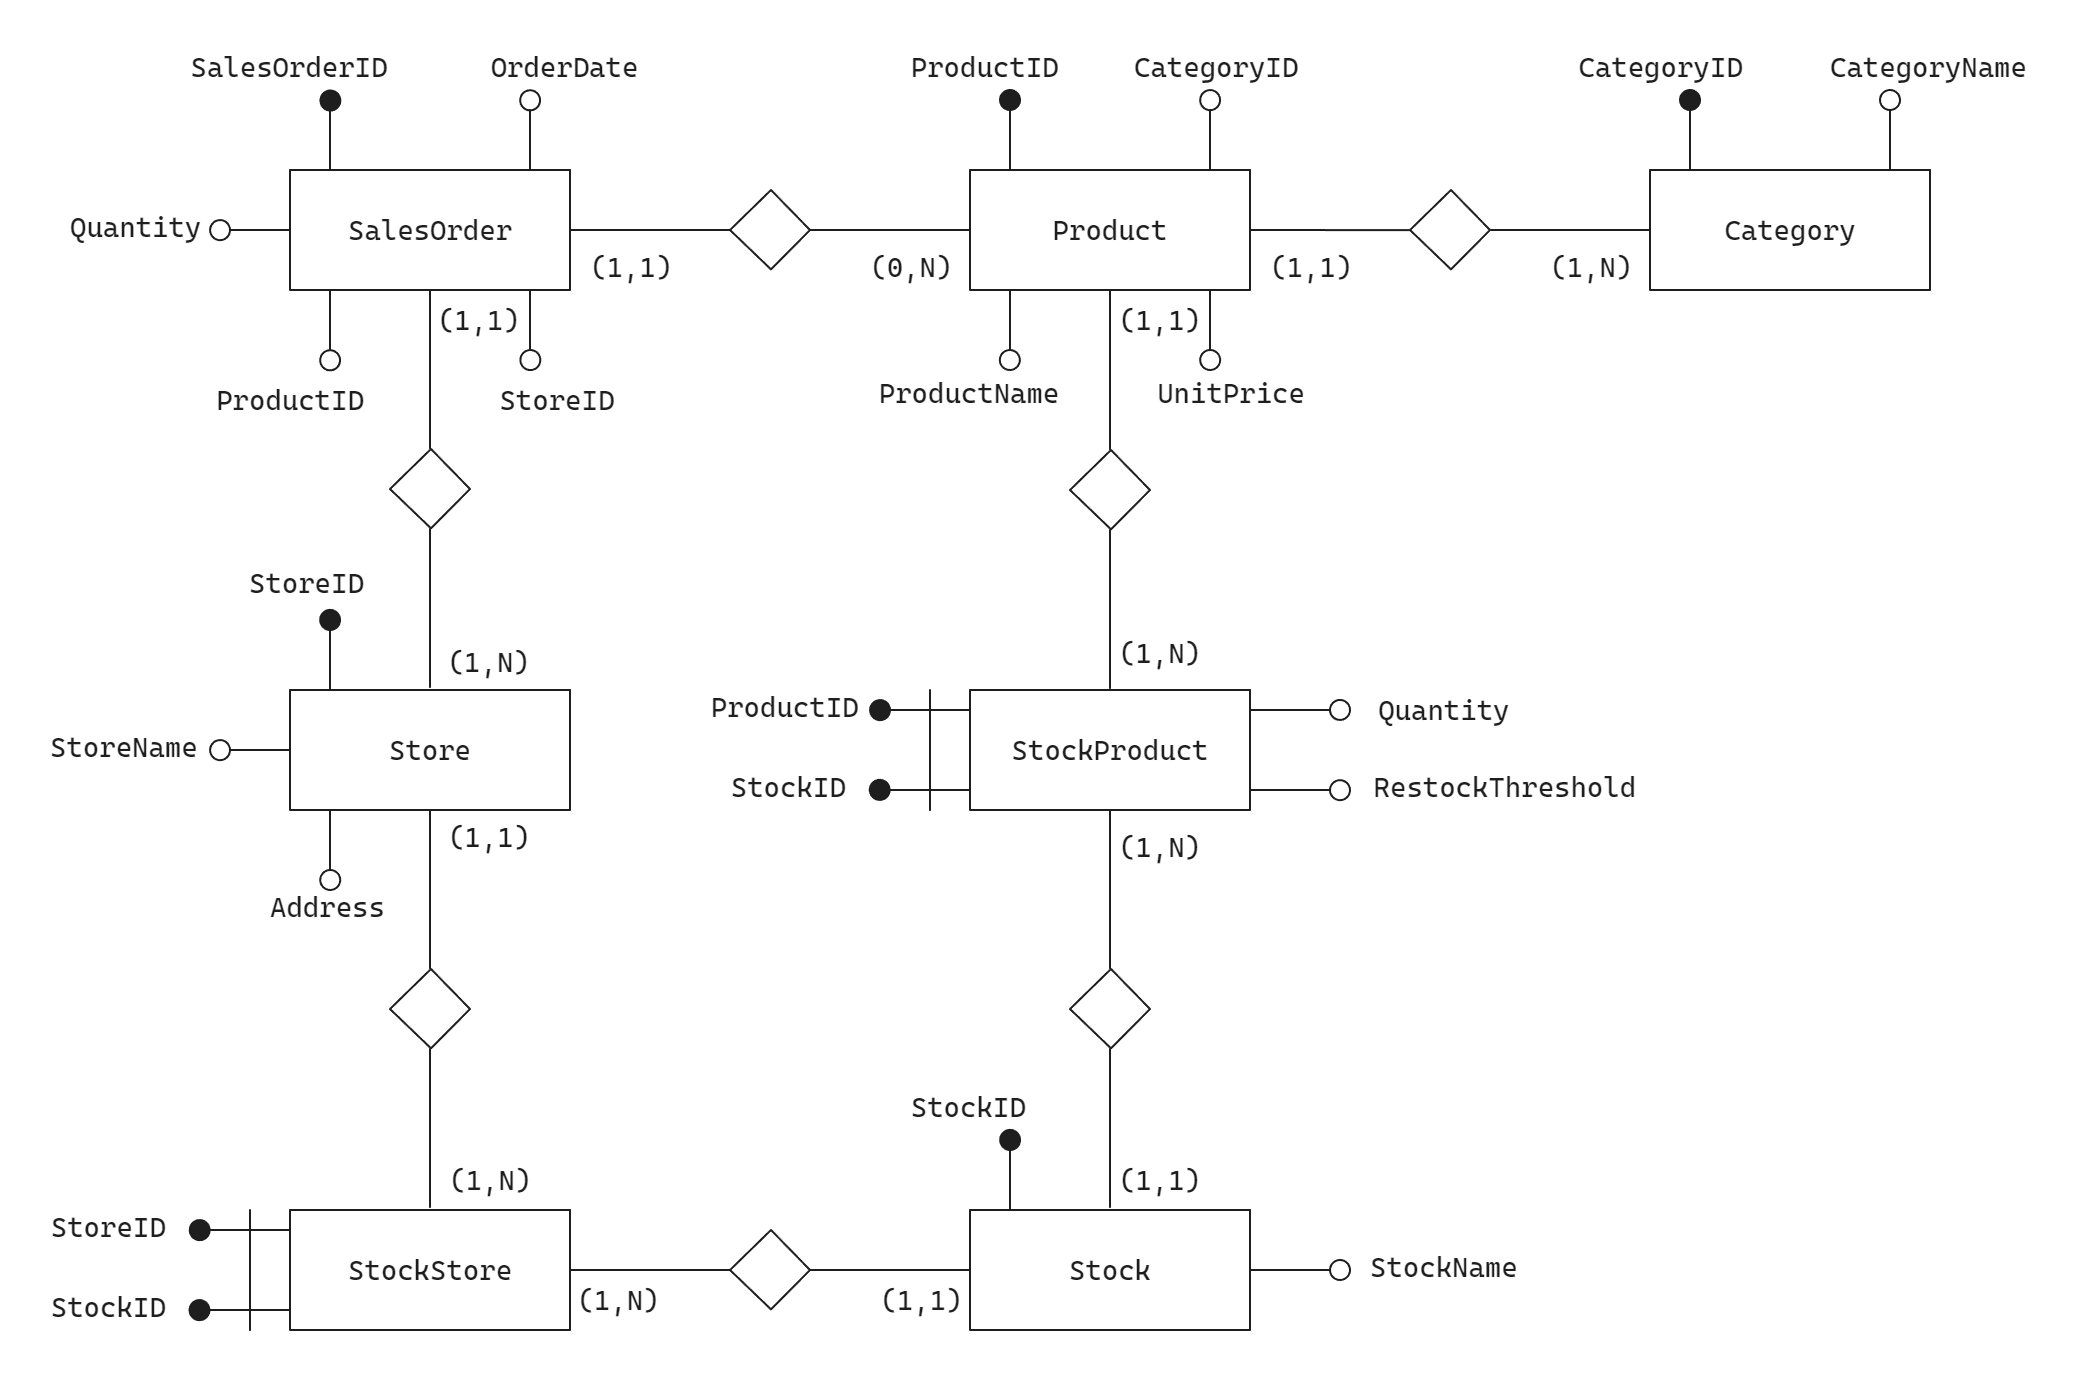 SalesOrderID
OrderDate
ProductID
CategoryID
CategoryID
CategoryName
Quantity
SalesOrder
Product
Category
(1,1)
(0,N)
(1,1)
(1,N)
(1,1)
(1,1)
ProductID
StoreID
ProductName
UnitPrice
StoreID
(1,N)
(1,N)
ProductID
Quantity
StoreName
Store
StockProduct
StockID
RestockThreshold
(1,1)
(1,N)
Address
StockID
(1,N)
(1,1)
StoreID
StockStore
Stock
StockName
StockID
(1,N)
(1,1)